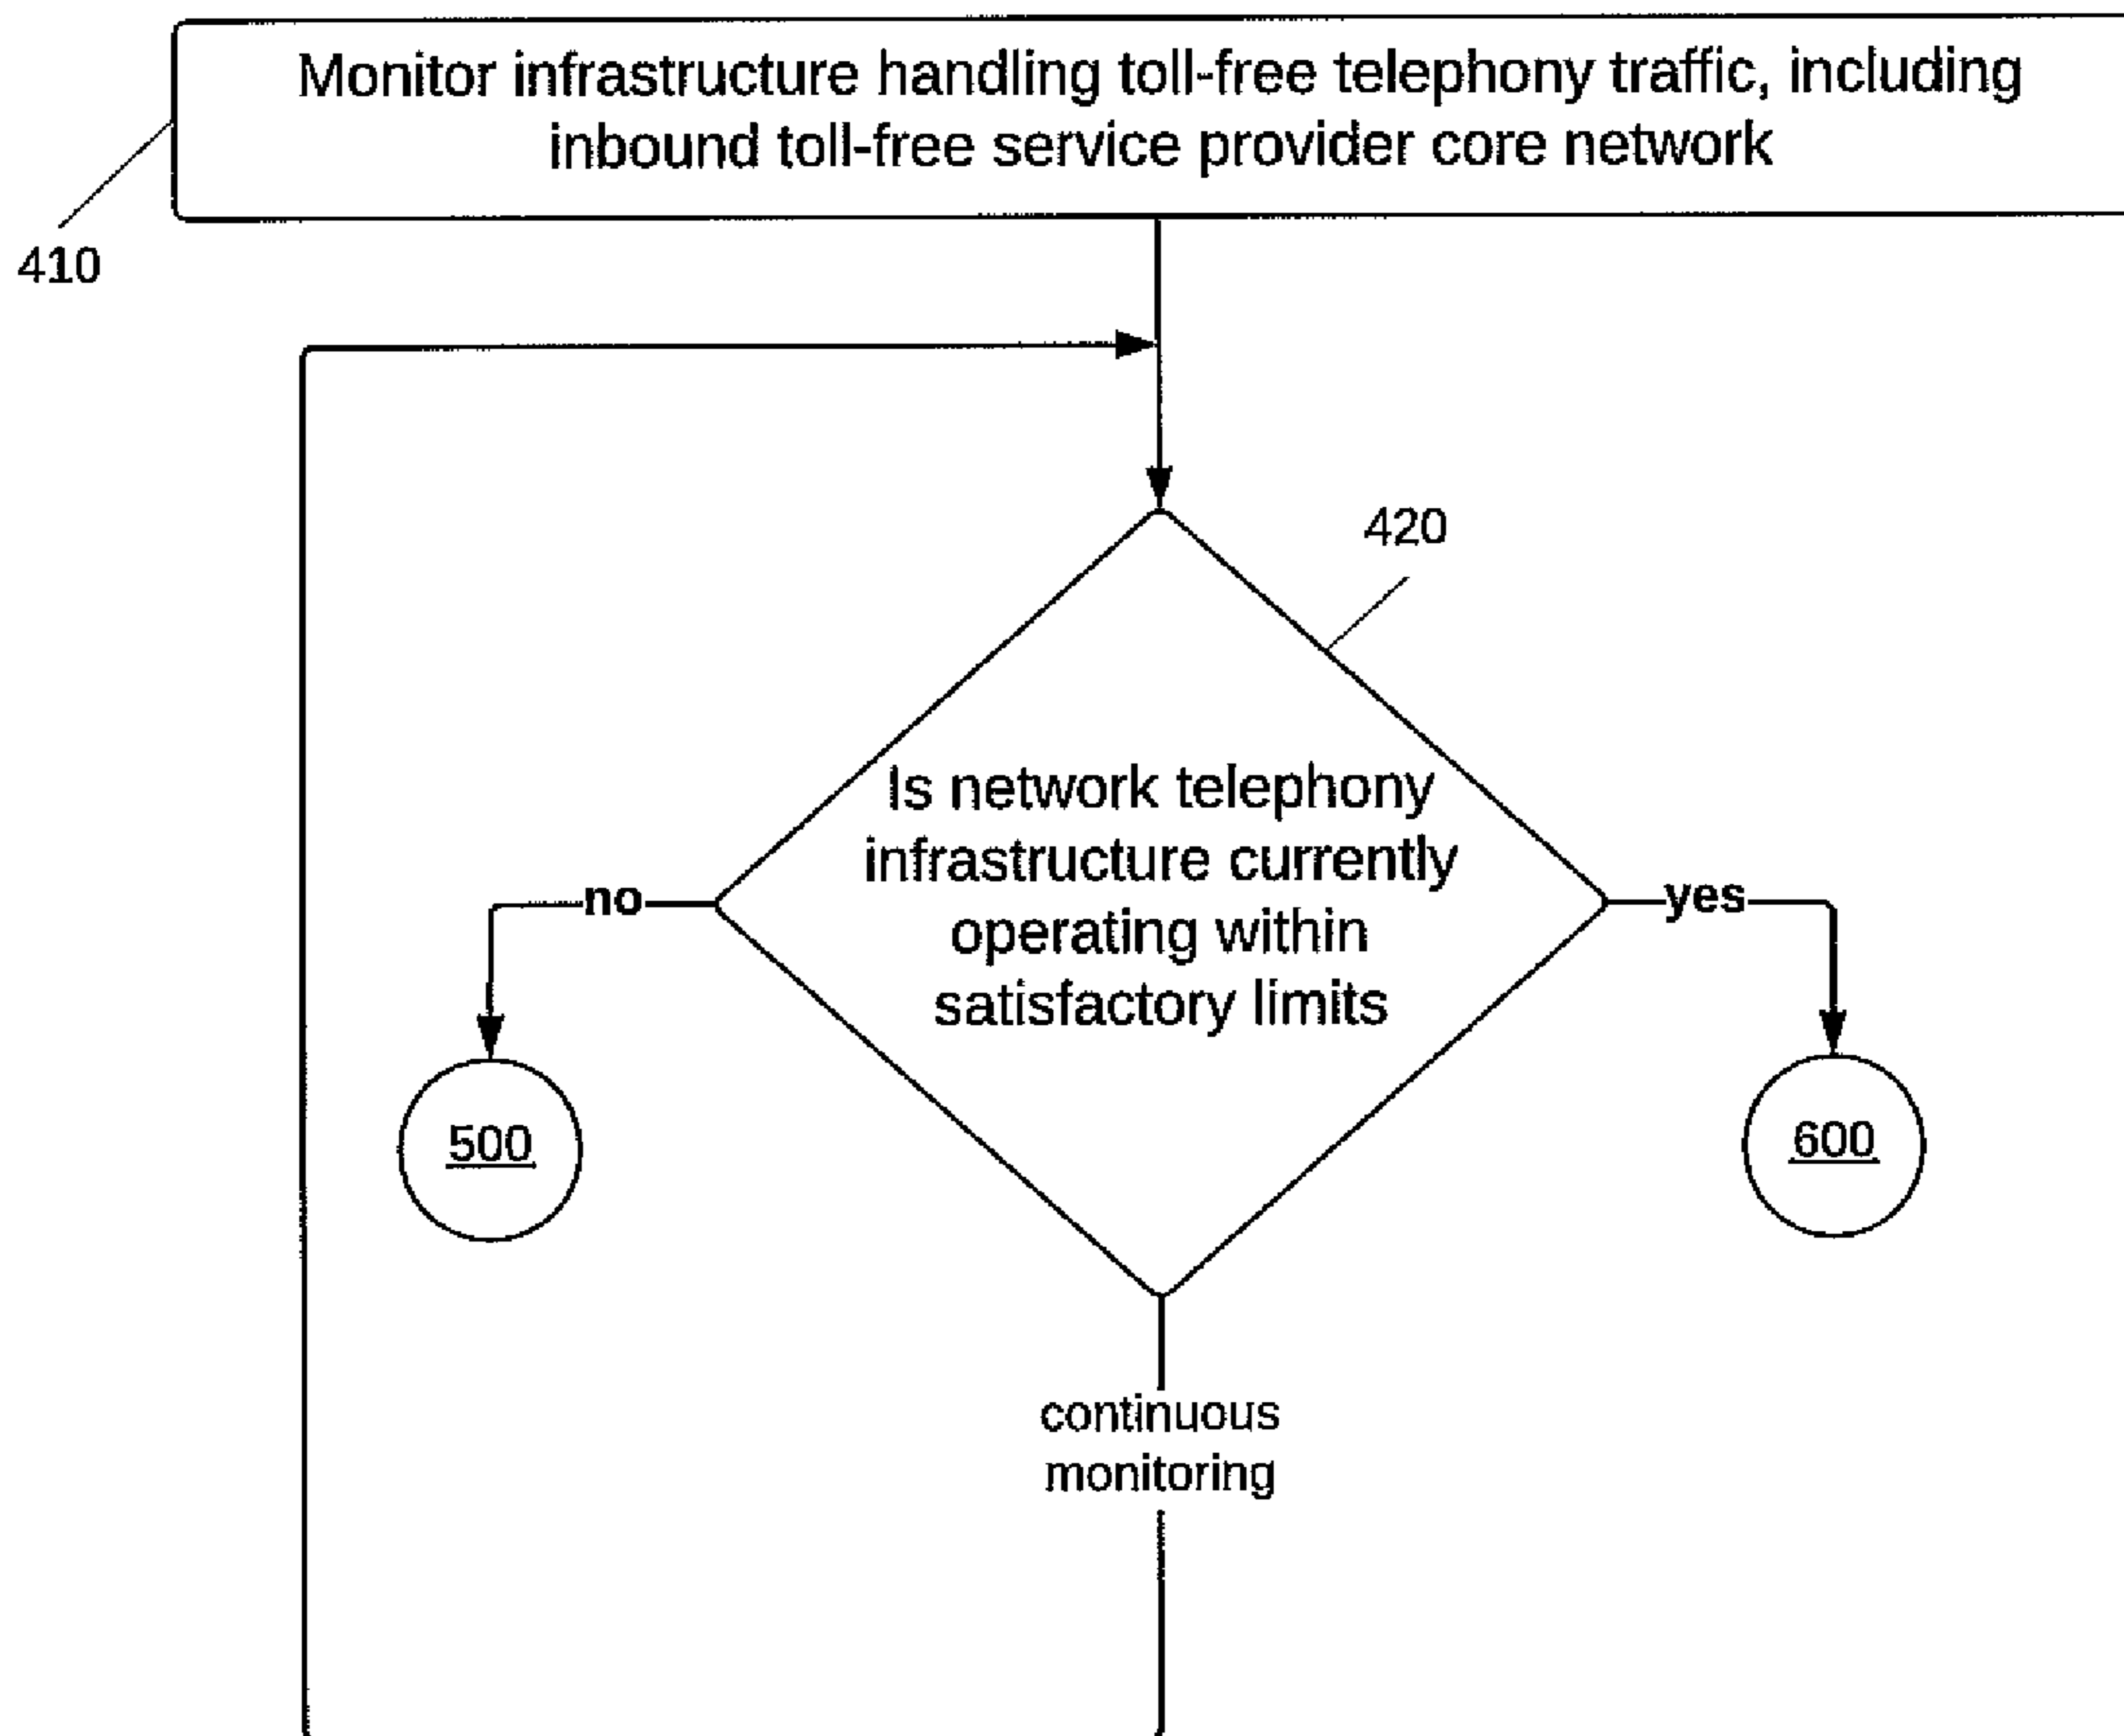 Monitor infrastructure handling toll-free telephony traffic, including
inbound toll-free service provider core network
410
420
Is network telephony
infrastructure currently
operating within
satisfactory limits
no
yes
500
600
continuous
monitoring